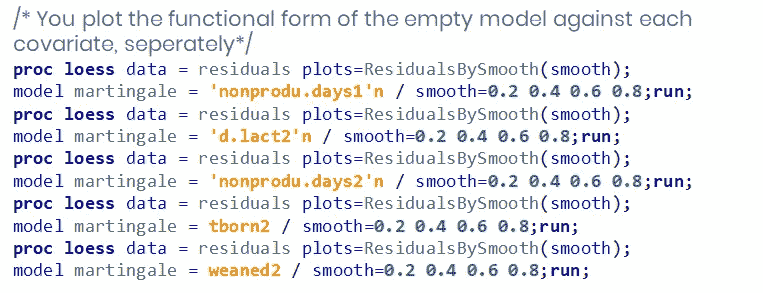 /* You plot the functional form of the empty model against each
covariate, seperately*/
proc loess data = residuals plots=ResidualsBySmooth(smooth);
model martingale = 'nonprodu.days1'n / smooth=0.2 0.4 0.6 0.8;run;
proc loess data = residuals plots=ResidualsBySmooth(smooth);
model martingale = 'd.lact2'n / smooth=0.2 0.4 0.6 0.8;run;
proc loess data = residuals plots=ResidualsBySmooth(smooth);
model martingale = 'nonprodu.days2'n / smooth=0.2 0.4 0.6 0.8;run;
proc loess data = residuals plots=ResidualsBySmooth(smooth);
model martingale = tborn2 / smooth=0.2 0.4 0.6 0.8;run;
proc loess data = residuals plots=ResidualsBySmooth(smooth);
model martingale = weaned2 / smooth=0.2 0.4 0.6 0.8;run;